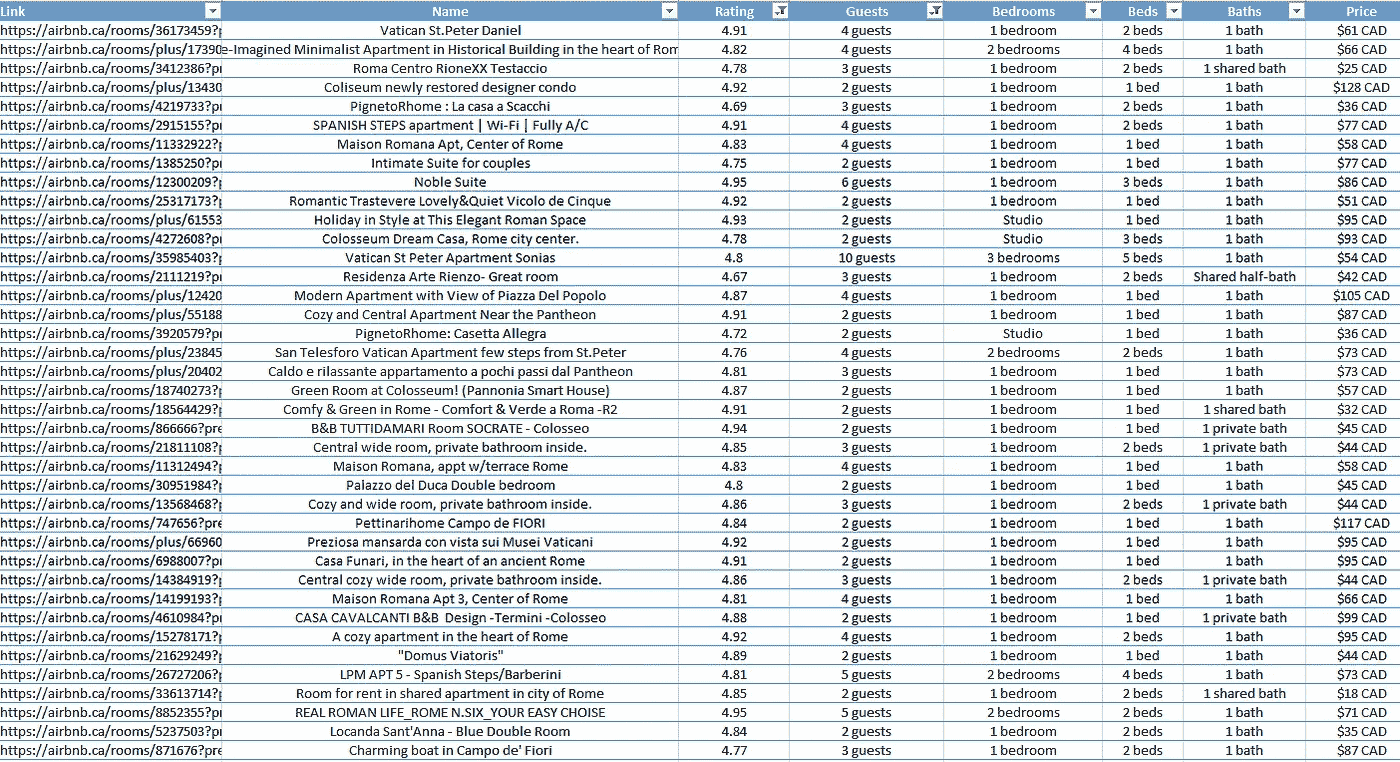 Link Name Rating Guests Bedrooms Beds Baths Price
https://airbnb.ca/rooms/36173459?p Vatican St.Peter Daniel 4.91 4 guests 1 bedroom 2 beds 1 bath $61 CAD
https://airbnb.ca/rooms/plus/17390 e-Imagined Minimalist Apartment in Historical Building in the heart of Rom 4.82 4 guests 2 bedrooms 4 beds 1 bath $66 CAD
https://airbnb.ca/rooms/3412386?pr Roma Centro RioneXX Testaccio 4.78 3 guests 1 bedroom 2 beds 1 shared bath $25 CAD
https://airbnb.ca/rooms/plus/13430 Coliseum newly restored designer condo 4.92 2 guests 1 bedroom 1 bed 1 bath $128 CAD
https://airbnb.ca/rooms/4219733?pr PignetoRhome : La casa a Scacchi 4.69 3 guests 1 bedroom 2 beds 1 bath $36 CAD
https://airbnb.ca/rooms/2915155?pr SPANISH STEPS apartment | Wi-Fi | Fully A/C 4.91 4 guests 1 bedroom 2 beds 1 bath $77 CAD
https://airbnb.ca/rooms/11332922?p Maison Romana Apt, Center of Rome 4.83 4 guests 1 bedroom 1 bed 1 bath $58 CAD
https://airbnb.ca/rooms/1385250?pr Intimate Suite for couples 4.75 2 guests 1 bedroom 1 bed 1 bath $77 CAD
https://airbnb.ca/rooms/12300209?p Noble Suite 4.95 6 guests 1 bedroom 3 beds 1 bath $86 CAD
https://airbnb.ca/rooms/25317173?p Romantic Trastevere Lovely&Quiet Vicolo de Cinque 4.92 2 guests 1 bedroom 1 bed 1 bath $51 CAD
https://airbnb.ca/rooms/plus/61553 Holiday in Style at This Elegant Roman Space 4.93 2 guests Studio 1 bed 1 bath $95 CAD
https://airbnb.ca/rooms/4272608?pr Colosseum Dream Casa, Rome city center. 4.78 2 guests Studio 3 beds 1 bath $93 CAD
https://airbnb.ca/rooms/35985403?p Vatican St Peter Apartment Sonias 4.8 10 guests 3 bedrooms 5 beds 1 bath $54 CAD
https://airbnb.ca/rooms/2111219?pr Residenza Arte Rienzo- Great room 4.67 3 guests 1 bedroom 2 beds Shared half-bath $42 CAD
https://airbnb.ca/rooms/plus/12420 Modern Apartment with View of Piazza Del Popolo 4.87 4 guests 1 bedroom 1 bed 1 bath $105 CAD
https://airbnb.ca/rooms/plus/55188 Cozy and Central Apartment Near the Pantheon 4.91 2 guests 1 bedroom 1 bed 1 bath $87 CAD
https://airbnb.ca/rooms/3920579?pr PignetoRhome: Casetta Allegra 4.72 2 guests Studio 1 bed 1 bath $36 CAD
https://airbnb.ca/rooms/plus/23845 San Telesforo Vatican Apartment few steps from St.Peter 4.76 4 guests 2 bedrooms 2 beds 1 bath $73 CAD
https://airbnb.ca/rooms/plus/20402 Caldo e rilassante appartamento a pochi passi dal Pantheon 4.81 3 guests 1 bedroom 1 bed 1 bath $73 CAD
https://airbnb.ca/rooms/18740273?p Green Room at Colosseum! (Pannonia Smart House) 4.87 2 guests 1 bedroom 1 bed 1 bath $57 CAD
https://airbnb.ca/rooms/18564429?p Comfy & Green in Rome - Comfort & Verde a Roma -R2 4.91 2 guests 1 bedroom 1 bed 1 shared bath $32 CAD
https://airbnb.ca/rooms/866666?pre B&B TUTTIDAMARI Room SOCRATE - Colosseo 4.94 2 guests 1 bedroom 1 bed 1 private bath $45 CAD
https://airbnb.ca/rooms/21811108?p Central wide room, private bathroom inside. 4.85 3 guests 1 bedroom 2 beds 1 private bath $44 CAD
https://airbnb.ca/rooms/11312494?p Maison Romana, appt w/terrace Rome 4.83 4 guests 1 bedroom 1 bed 1 bath $58 CAD
https://airbnb.ca/rooms/30951984?p Palazzo del Duca Double bedroom 4.8 2 guests 1 bedroom 1 bed 1 bath $45 CAD
https://airbnb.ca/rooms/13568468?p Cozy and wide room, private bathroom inside. 4.86 3 guests 1 bedroom 2 beds 1 private bath $44 CAD
https://airbnb.ca/rooms/747656?pre Pettinarihome Campo de FIORI 4.84 2 guests 1 bedroom 1 bed 1 bath $117 CAD
https://airbnb.ca/rooms/plus/66960 Preziosa mansarda con vista sui Musei Vaticani 4.92 2 guests 1 bedroom 1 bed 1 bath $95 CAD
https://airbnb.ca/rooms/6988007?pr Casa Funari, in the heart of an ancient Rome 4.91 2 guests 1 bedroom 1 bed 1 bath $95 CAD
https://airbnb.ca/rooms/14384919?p Central cozy wide room, private bathroom inside. 4.86 3 guests 1 bedroom 2 beds 1 private bath $44 CAD
https://airbnb.ca/rooms/14199193?p Maison Romana Apt 3, Center of Rome 4.81 4 guests 1 bedroom 1 bed 1 bath $66 CAD
https://airbnb.ca/rooms/4610984?pr CASA CAVALCANTI B&B Design -Termini -Colosseo 4.88 2 guests 1 bedroom 1 bed 1 private bath $99 CAD
https://airbnb.ca/rooms/15278171?p A cozy apartment in the heart of Rome 4.92 4 guests 1 bedroom 2 beds 1 bath $95 CAD
https://airbnb.ca/rooms/21629249?p "Domus Viatoris" 4.89 2 guests 1 bedroom 1 bed 1 bath $44 CAD
https://airbnb.ca/rooms/26727206?p LPM APT 5 - Spanish Steps/Barberini 4.81 5 guests 2 bedrooms 4 beds 1 bath $73 CAD
https://airbnb.ca/rooms/33613714?p Room for rent in shared apartment in city of Rome 4.85 2 guests 1 bedroom 2 beds 1 shared bath $18 CAD
https://airbnb.ca/rooms/8852355?pr REAL ROMAN LIFE_ROME N.SIX_YOUR EASY CHOISE 4.95 5 guests 2 bedrooms 2 beds 1 bath $71 CAD
https://airbnb.ca/rooms/5237503?pr Locanda Sant'Anna - Blue Double Room 4.84 2 guests 1 bedroom 2 beds 1 bath $35 CAD
https://airbnb.ca/rooms/871676?pre Charming boat in Campo de' Fiori 4.77 3 guests 1 bedroom 2 beds 1 bath $87 CAD